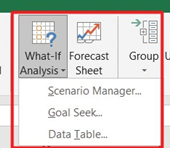 What-If Analysis
Forecast Sheet
Group
U
Scenario Manager...
Goal Seek...
Data Table...